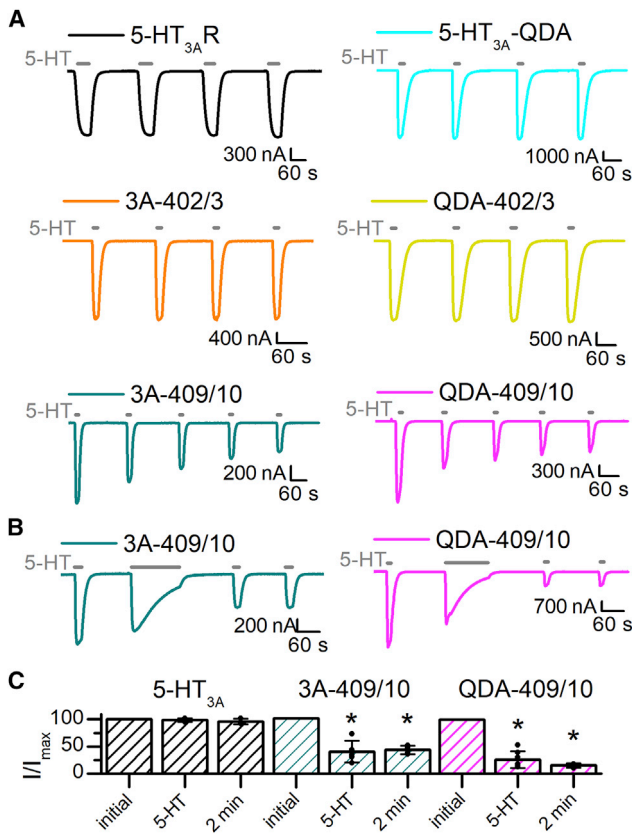 A
5-HT3AR
5-HT3A-QDA
5-HT
5-HT
300 nA
60 s
1000 nA
60 s
3A-402/3
QDA-402/3
5-HT
5-HT
400 nA
60 s
500 nA
60 s
3A-409/10
QDA-409/10
5-HT
5-HT
200 nA
60 s
300 nA
60 s
B
3A-409/10
QDA-409/10
5-HT
5-HT
200 nA
60 s
700 nA
60 s
C
5-HT3A
3A-409/10
QDA-409/10
I/Imax
100
50
0
* * * *
initial
5-HT
2 min
initial
5-HT
2 min
initial
5-HT
2 min